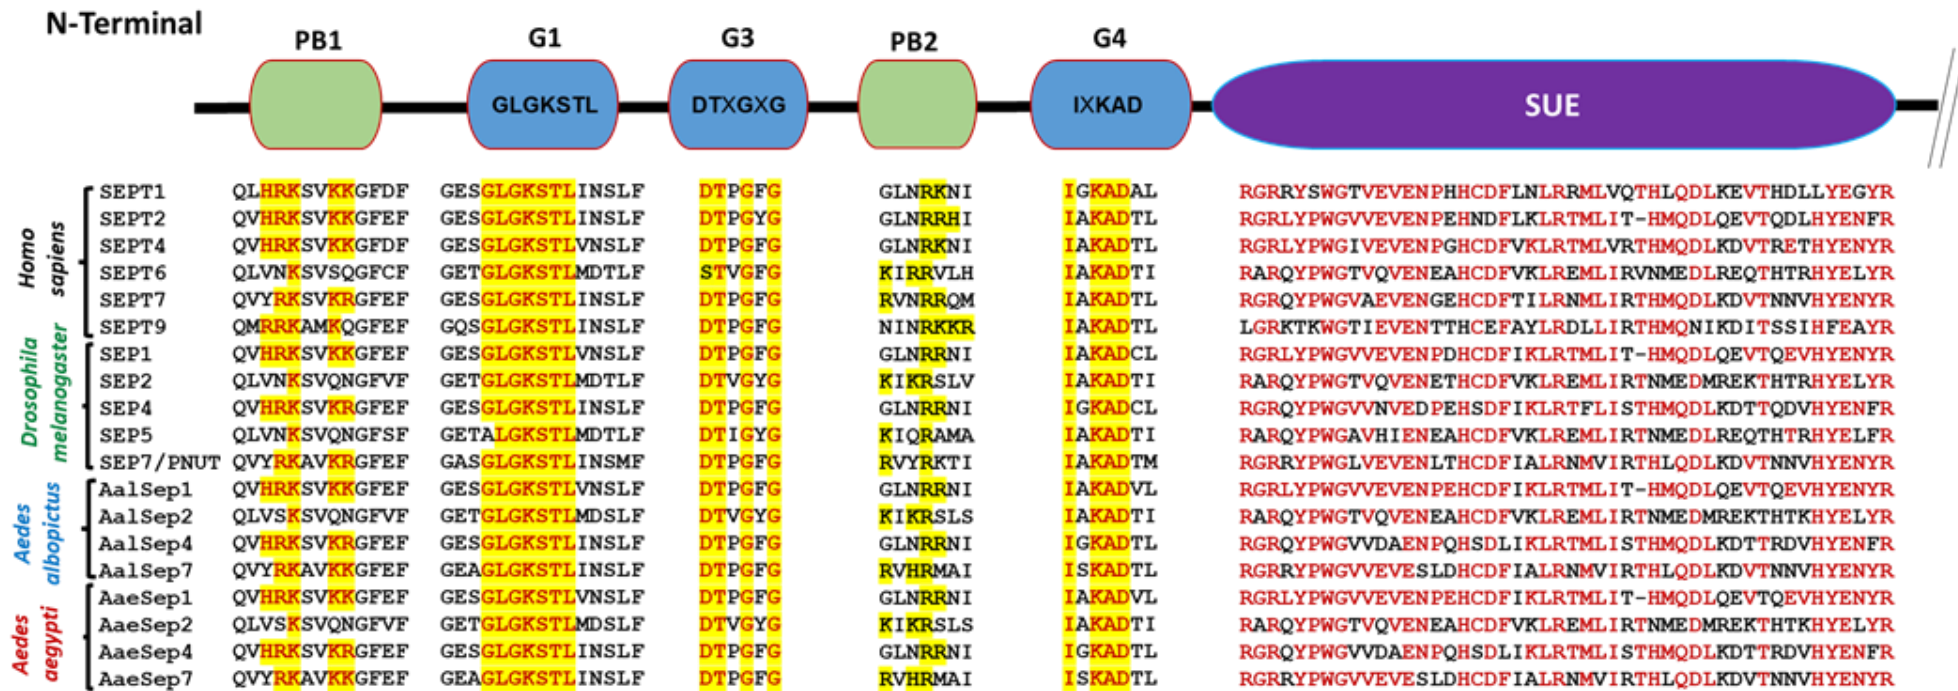 N-Terminal
PB1 G1 G3 PB2 G4
GLGKSTL DTXGXG IXKAD SUE
Homo sapiens
SEPT1 QLHRKSVKKGFDF GESGLGKSTLINSLF DTPGFG GLNRKNI IGKADAL RGRRYSWGTVEVENPHHCDFLNLRRMLVQTHLQDLKEVTHDLLYEGYR
SEPT2 QVHRKSVKKGFEF GESGLGKSTLINSLF DTPGYG GLNRRHI IAKADTL RGRLYPWGVVEVENPEHNDFLKLRTMLIT-HMQDLQEVTQDLHYENFR
SEPT4 QVHRKSVKKGFDF GESGLGKSTLVNSLF DTPGFG GLNRKNI IAKADTL RGRLYPWGIVEVENPGHCDFVKLRTMLVRTHMQDLKDVTRETHYENYR
SEPT6 QLVNKSVSQGFCF GETGLGKSTLMDTLF STVGFG KIRRVLH IAKADTI RARQYPWGTVQVENEAHCDFVKLREMLIRVNMEDLREQTHTRHYELYR
SEPT7 QVYRKSVKRGFEF GESGLGKSTLINSLF DTPGFG RVNRRQM IAKADTL RGRQYPWGVAEVENGEHCDFTILRNMLIRTHMQDLKDVTNNVHYENYR
SEPT9 QMRRKAMKQGFEF GQSGLGKSTLINSLF DTPGFG NINRKKR IAKADTL LGRKTKWGTIEVENTTHCEFAYLRDLLIRTHMQNIKDITSSIHFEAYR
Drosophila melanogaster
SEP1 QVHRKSVKKGFEF GESGLGKSTLVNSLF DTPGFG GLNRRNI IAKADCL RGRLYPWGVVEVENPDHCDFIKLRTMLIT-HMQDLQEVTQEVHYENYR
SEP2 QLVNKSVQNGFVF GETGLGKSTLMDTLF DTVGYG KIKRSLV IAKADTI RARQYPWGTVQVENETHCDFVKLREMLIRTNMEDMREKTHTRHYELYR
SEP4 QVHRKSVKRGFEF GESGLGKSTLINSLF DTPGFG GLNRRNI IGKADCL RGRQYPWGVVNVEDPEHSDFIKLRTFLISTHMQDLKDTTQDVHYENFR
SEP5 QLVNKSVQNGFSF GETALGKSTLMDTLF DTIGYG KIQRAMA IAKADTI RARQYPWGAVHIENEAHCDFVKLREMLIRTNMEDLREQTHTRHYELFR
SEP7/PNUT QVYRKAVKRGFEF GASGLGKSTLINSMF DTPGFG RVYRKTI IAKADTM RGRRYPWGLVEVENLTHCDFIALRNMVIRTHLQDLKDVTNNVHYENYR
Aedes albopictus
AalSep1 QVHRKSVKKGFEF GESGLGKSTLVNSLF DTPGFG GLNRRNI IAKADVL RGRLYPWGVVEVENPEHCDFIKLRTMLIT-HMQDLQEVTQEVHYENYR
AalSep2 QLVSKSVQNGFVF GETGLGKSTLMDSLF DTVGYG KIKRSLS IAKADTI RARQYPWGTVQVENEAHCDFVKLREMLIRTNMEDMREKTHTKHYELYR
AalSep4 QVHRKSVKRGFEF GESGLGKSTLINSLF DTPGFG GLNRRNI IGKADTL RGRQYPWGVVDAENPQHSDLIKLRTMLISTHMQDLKDTTRDVHYENFR
AalSep7 QVYRKAVKKGFEF GEAGLGKSTLINSLF DTPGFG RVHRMAI ISKADTL RGRRYPWGVVEVESLDHCDFIALRNMVIRTHLQDLKDVTNNVHYENYR
Aedes aegypti
AaeSep1 QVHRKSVKKGFEF GESGLGKSTLVNSLF DTPGFG GLNRRNI IAKADVL RGRLYPWGVVEVENPEHCDFIKLRTMLIT-HMQDLQEVTQEVHYENYR
AaeSep2 QLVSKSVQNGFVF GETGLGKSTLMDSLF DTVGYG KIKRSLS IAKADTI RARQYPWGTVQVENEAHCDFVKLREMLIRTNMEDMREKTHTKHYELYR
AaeSep4 QVHRKSVKRGFEF GESGLGKSTLINSLF DTPGFG GLNRRNI IGKADTL RGRQYPWGVVDAENPQHSDLIKLRTMLISTHMQDLKDTTRDVHYENFR
AaeSep7 QVYRKAVKKGFEF GEAGLGKSTLINSLF DTPGFG RVHRMAI ISKADTL RGRRYPWGVVEVESLDHCDFIALRNMVIRTHLQDLKDVTNNVHYENYR